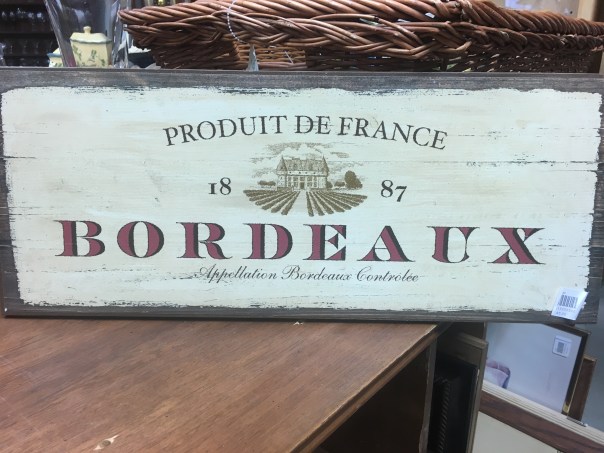 PRODUIT DE FRANCE
18 87
BORDEAUX
Appellation Bordeaux Contrôlée